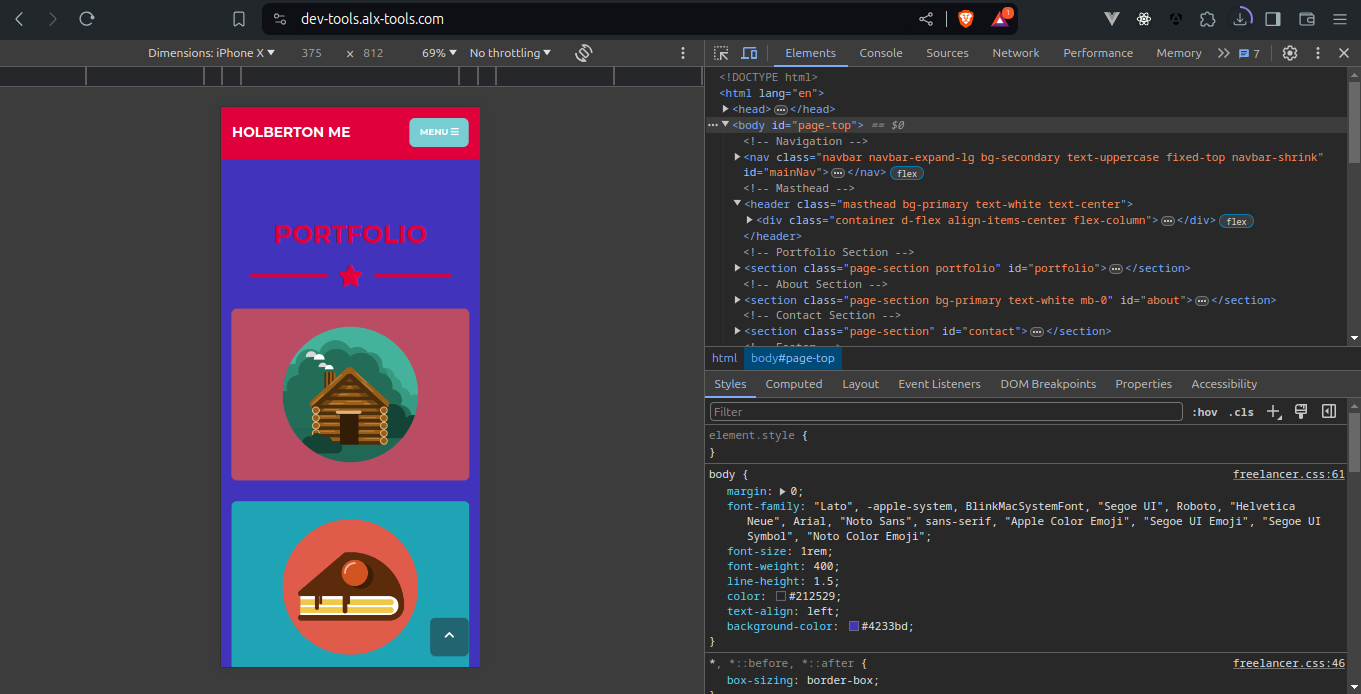 dev-tools.alx-tools.com
1
Dimensions: iPhone X ▼ 375 × 812 69% ▼ No throttling ▼
Elements Console Sources Network Performance Memory 7
HOLBERTON ME
MENU
PORTFOLIO
<!DOCTYPE html>
<html lang="en">
<head> … </head>
<body id="page-top"> == $0
<!-- Navigation -->
<nav class="navbar navbar-expand-lg bg-secondary text-uppercase fixed-top navbar-shrink"
id="mainNav"> … </nav> flex
<!-- Masthead -->
<header class="masthead bg-primary text-white text-center">
<div class="container d-flex align-items-center flex-column"> … </div> flex
</header>
<!-- Portfolio Section -->
<section class="page-section portfolio" id="portfolio"> … </section>
<!-- About Section -->
<section class="page-section bg-primary text-white mb-0" id="about"> … </section>
<!-- Contact Section -->
<section class="page-section" id="contact"> … </section>
html body#page-top
Styles Computed Layout Event Listeners DOM Breakpoints Properties Accessibility
Filter :hov .cls
element.style {
}
body { freelancer.css:61
margin: ▶ 0;
font-family: "Lato", -apple-system, BlinkMacSystemFont, "Segoe UI", Roboto, "Helvetica
Neue", Arial, "Noto Sans", sans-serif, "Apple Color Emoji", "Segoe UI Emoji", "Segoe UI
Symbol", "Noto Color Emoji";
font-size: 1rem;
font-weight: 400;
line-height: 1.5;
color: #212529;
text-align: left;
background-color: #4233bd;
}
*, *::before, *::after { freelancer.css:46
box-sizing: border-box;